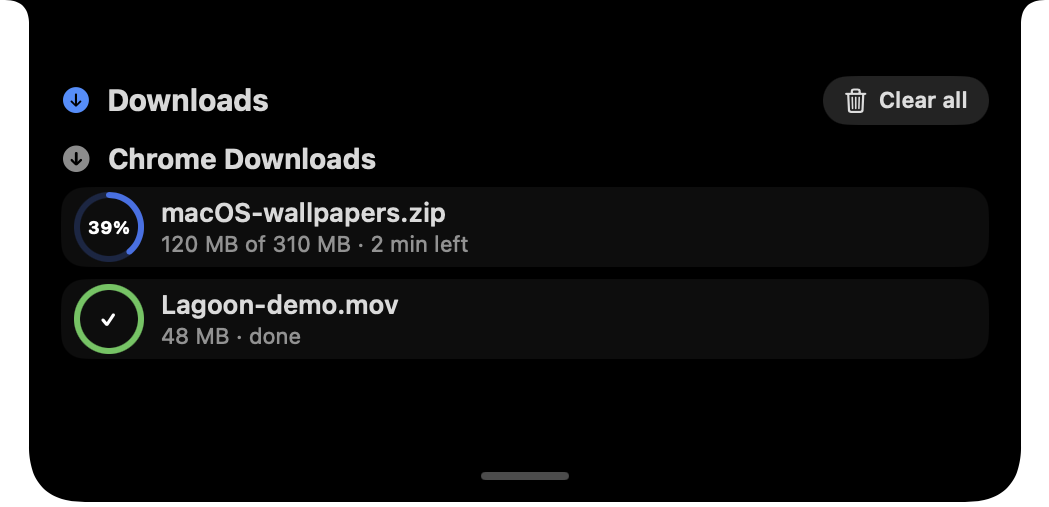 Downloads
Clear all
Chrome Downloads
39%
macOS-wallpapers.zip
120 MB of 310 MB · 2 min left
Lagoon-demo.mov
48 MB · done